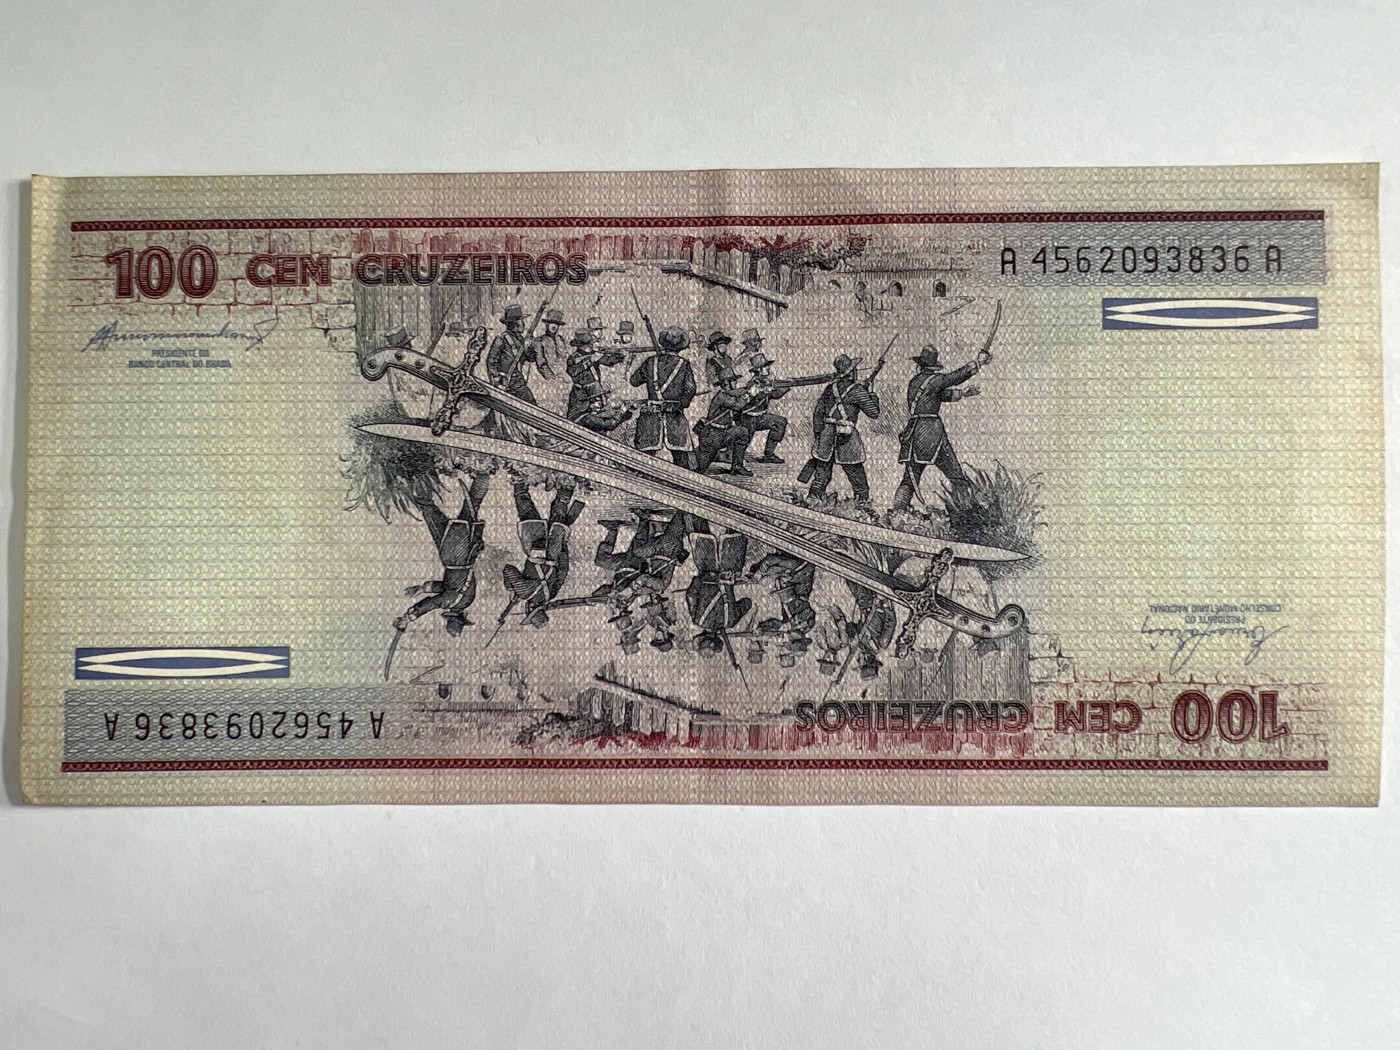 100 CEM CRUZEIROS
A 4562093836 A
PRESIDENTE DO
BANCO CENTRAL DO BRASIL
PRESIDENTE DO
CONSELHO MONETÁRIO NACIONAL
A 4562093836 A
100 CEM CRUZEIROS